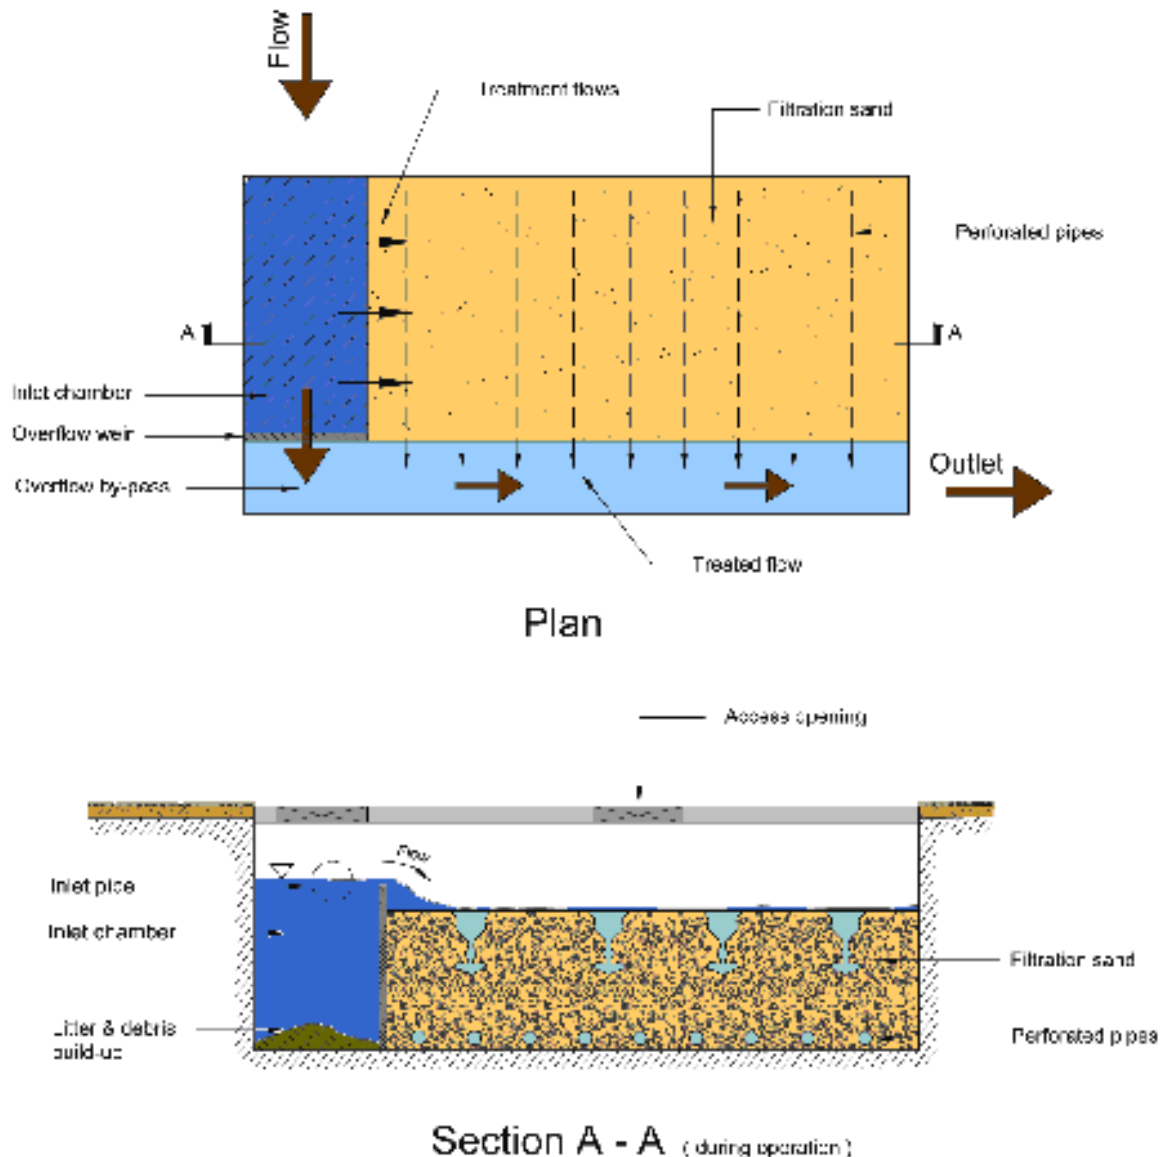 Flow
Treatment flows
Filtration sand
Perforated pipes
A
A
Inlet chamber
Overflow weir
Overflow by-pass
Outlet
Treated flow
Plan
Access opening
Flow
Inlet pipe
Inlet chamber
Filtration sand
Litter & debris
build-up
Perforated pipes
Section A - A ( during operation )